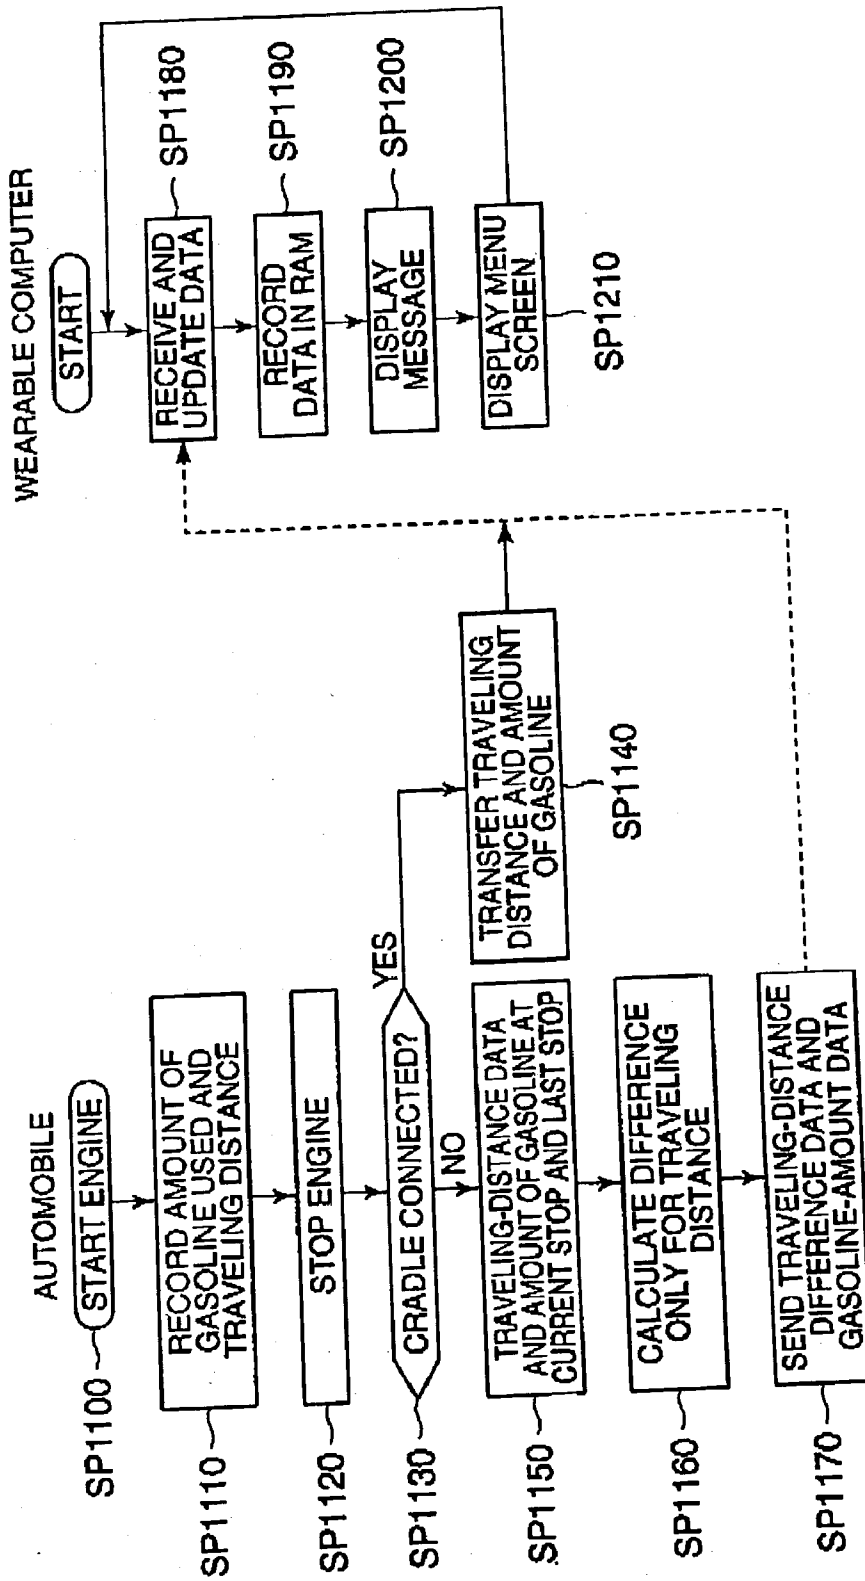 AUTOMOBILE
START ENGINE
SP1100
RECORD AMOUNT OF
GASOLINE USED AND
TRAVELING DISTANCE
SP1110
STOP ENGINE
SP1120
CRADLE CONNECTED?
SP1130
YES
NO
TRANSFER TRAVELING
DISTANCE AND AMOUNT
OF GASOLINE
SP1140
TRAVELING-DISTANCE DATA
AND AMOUNT OF GASOLINE AT
CURRENT STOP AND LAST STOP
SP1150
CALCULATE DIFFERENCE
ONLY FOR TRAVELING
DISTANCE
SP1160
SEND TRAVELING-DISTANCE
DIFFERENCE DATA AND
GASOLINE-AMOUNT DATA
SP1170
WEARABLE COMPUTER
START
RECEIVE AND
UPDATE DATA
SP1180
RECORD
DATA IN RAM
SP1190
DISPLAY
MESSAGE
SP1200
DISPLAY MENU
SCREEN
SP1210